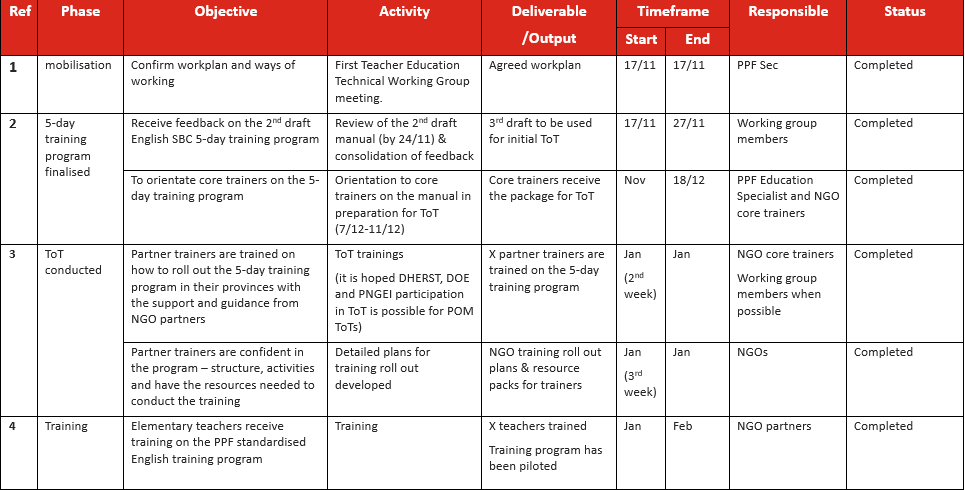 Ref Phase Objective Activity Deliverable /Output Timeframe Responsible Status
Start End
1 mobilisation Confirm workplan and ways of First Teacher Education Agreed workplan 17/11 17/11 PPF Sec Completed
working Technical Working Group
meeting.
2 5-day Receive feedback on the 2nd draft Review of the 2nd draft 3rd draft to be used 17/11 27/11 Working group Completed
training English SBC 5-day training program manual (by 24/11) & for initial ToT members
program consolidation of feedback
finalised
To orientate core trainers on the 5- Orientation to core Core trainers receive Nov 18/12 PPF Education Completed
day training program trainers on the manual in the package for ToT Specialist and NGO
preparation for ToT core trainers
(7/12-11/12)
3 ToT Partner trainers are trained on ToT trainings X partner trainers are Jan Jan NGO core trainers Completed
conducted how to roll out the 5-day training (it is hoped DHERST, DOE trained on the 5-day (2nd Working group
program in their provinces with and PNGEI participation training program week) members when
the support and guidance from in ToT is possible for POM possible
NGO partners ToTs)
Partner trainers are confident in Detailed plans for NGO training roll out Jan Jan NGOs Completed
the program – structure, activities training roll out plans & resource (3rd
and have the resources needed to developed packs for trainers week)
conduct the training
4 Training Elementary teachers receive Training X teachers trained Jan Feb NGO partners Completed
training on the PPF standardised Training program has
English training program been piloted